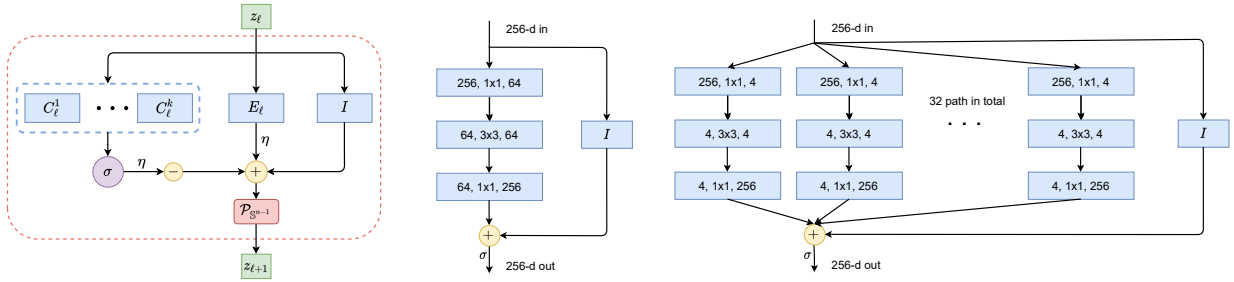 z_ℓ
C_ℓ^1 • • • C_ℓ^k
E_ℓ
I
η
σ
η
−
+
P_{S^{n-1}}
z_{ℓ+1}
256-d in
256, 1x1, 64
64, 3x3, 64
I
64, 1x1, 256
+
σ
256-d out
256-d in
256, 1x1, 4
256, 1x1, 4
256, 1x1, 4
32 path in total
• • •
4, 3x3, 4
4, 3x3, 4
4, 3x3, 4
I
4, 1x1, 256
4, 1x1, 256
4, 1x1, 256
+
σ
256-d out